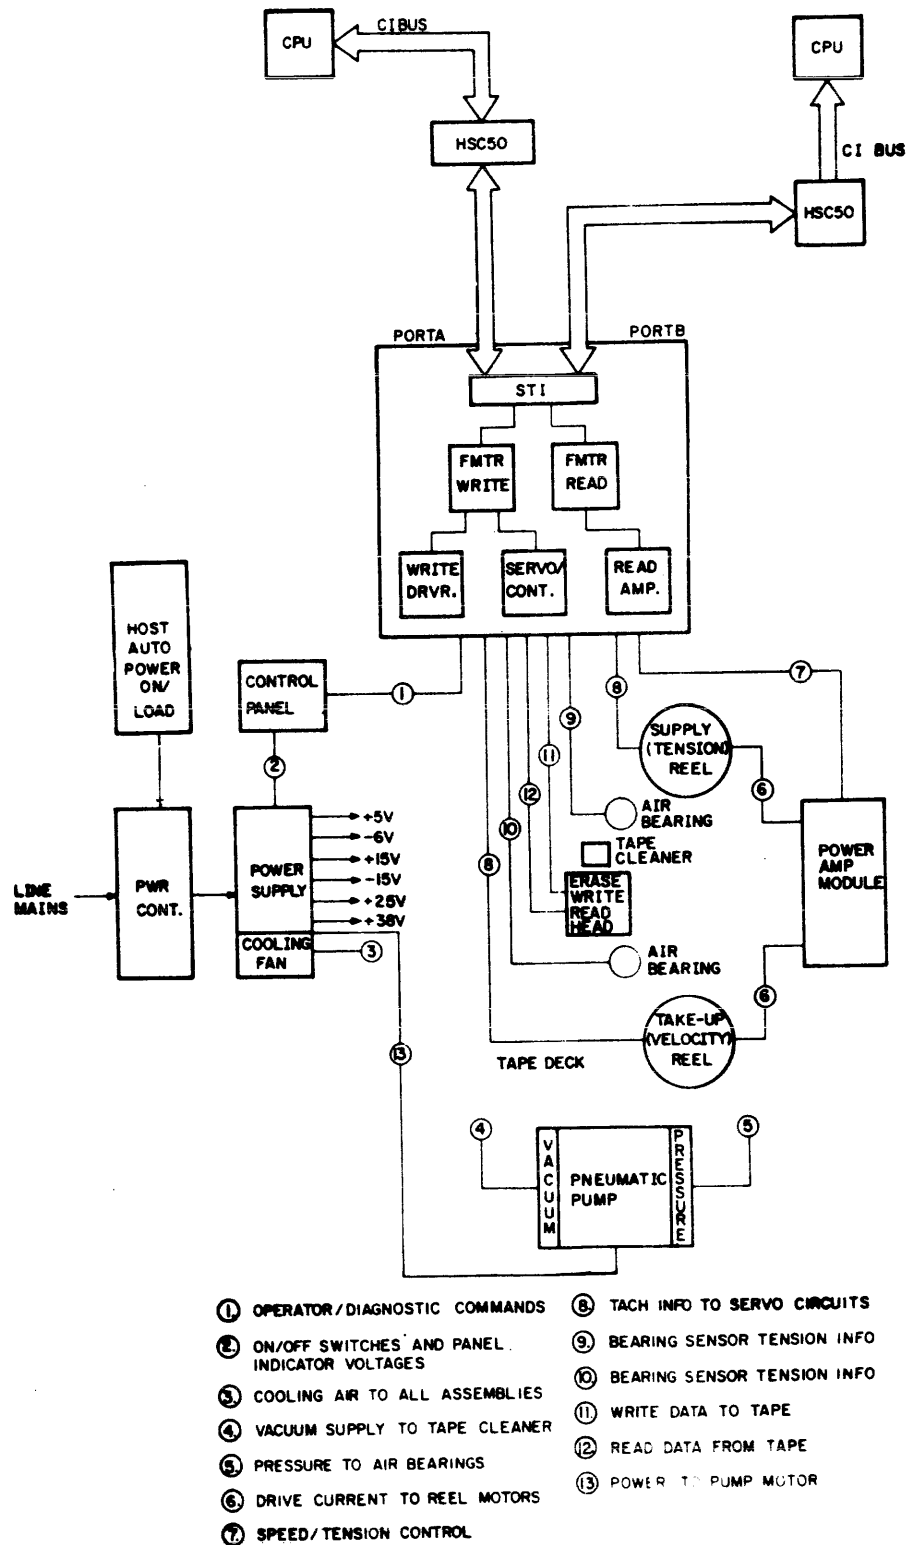 CPU
CIBUS
CPU
HSC50
CI BUS
HSC50
PORTA
PORTB
STI
FMTR
WRITE
FMTR
READ
WRITE
DRVR.
SERVO/
CONT.
READ
AMP.
HOST
AUTO
POWER
ON/
LOAD
CONTROL
PANEL
1
8
7
9
2
11
SUPPLY
(TENSION)
REEL
6
12
10
AIR
BEARING
8
TAPE
CLEANER
+5V
-6V
+15V
-15V
+25V
+38V
LINE
MAINS
PWR
CONT.
POWER
SUPPLY
COOLING
FAN
3
ERASE
WRITE
READ
HEAD
POWER
AMP
MODULE
AIR
BEARING
6
13
TAKE-UP
(VELOCITY)
REEL
TAPE DECK
4
5
VACUUM
PNEUMATIC
PUMP
PRESSURE
1. OPERATOR/DIAGNOSTIC COMMANDS
2. ON/OFF SWITCHES AND PANEL
INDICATOR VOLTAGES
3. COOLING AIR TO ALL ASSEMBLIES
4. VACUUM SUPPLY TO TAPE CLEANER
5. PRESSURE TO AIR BEARINGS
6. DRIVE CURRENT TO REEL MOTORS
7. SPEED/TENSION CONTROL
8. TACH INFO TO SERVO CIRCUITS
9. BEARING SENSOR TENSION INFO
10. BEARING SENSOR TENSION INFO
11. WRITE DATA TO TAPE
12. READ DATA FROM TAPE
13 POWER TO PUMP MOTOR